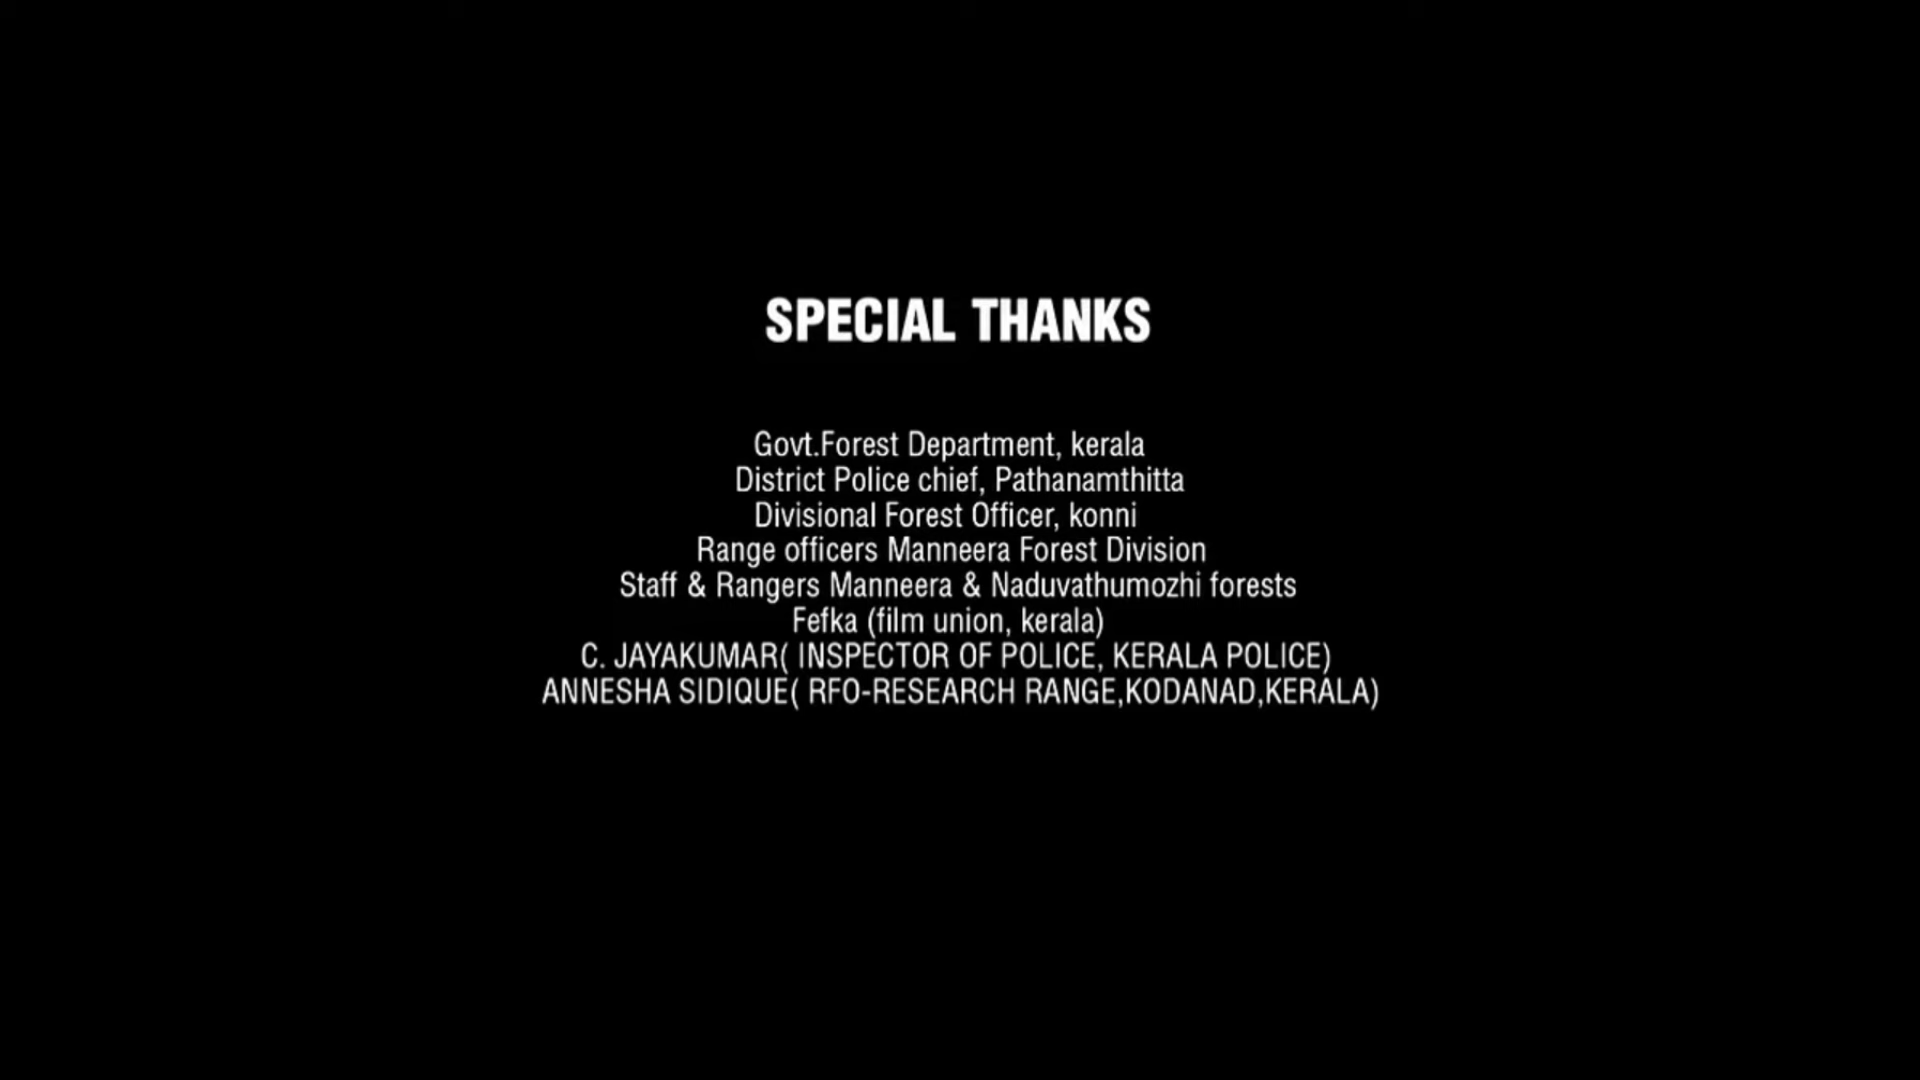 SPECIAL THANKS
Govt.Forest Department, kerala
District Police chief, Pathanamthitta
Divisional Forest Officer, konni
Range officers Manneera Forest Division
Staff & Rangers Manneera & Naduvathumozhi forests
Fefka (film union, kerala)
C. JAYAKUMAR( INSPECTOR OF POLICE, KERALA POLICE)
ANNESHA SIDIQUE( RFO-RESEARCH RANGE,KODANAD,KERALA)